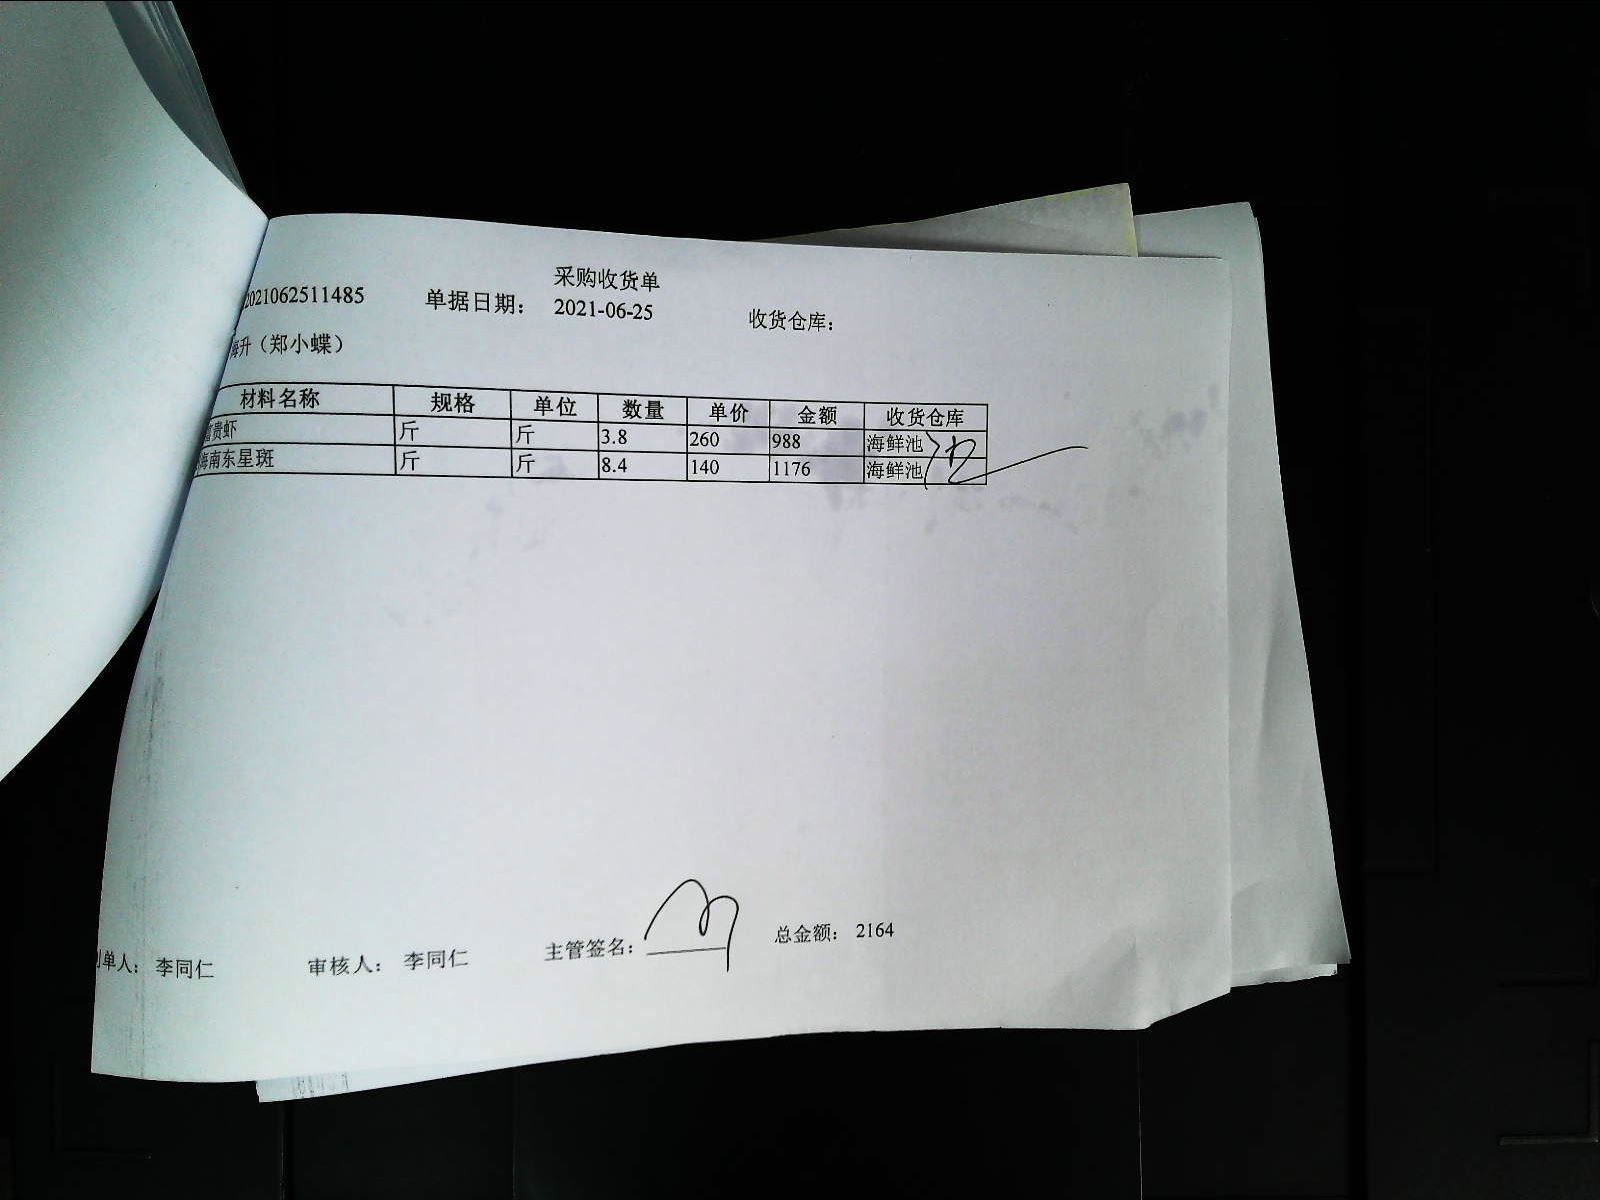 采购收货单
2021062511485 单据日期： 2021-06-25 收货仓库：
海升（郑小蝶）
材料名称 规格 单位 数量 单价 金额 收货仓库
富贵虾 斤 斤 3.8 260 988 海鲜池
海南东星斑 斤 斤 8.4 140 1176 海鲜池
制单人： 李同仁 审核人： 李同仁 主管签名： 总金额： 2164